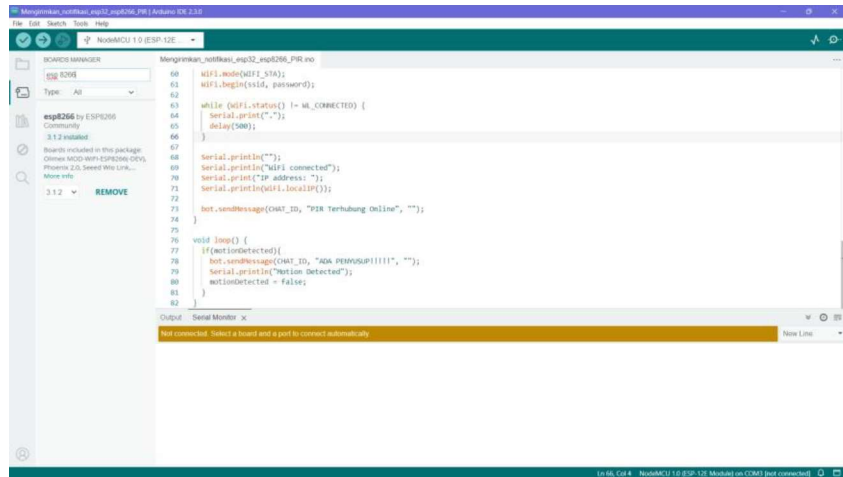 Mengirimkan_notifikasi_esp32_esp8266_PIR | Arduino IDE 2.3.0
File Edit Sketch Tools Help
NodeMCU 1.0 (ESP-12E ...
BOARDS MANAGER
esp 8266
Type: All
esp8266 by ESP8266
Community
3.1.2 installed
Boards included in this package:
Olimex MOD-WIFI-ESP8266(-DEV),
Phoenix 2.0, Seeed Wio Link,...
More info
3.1.2 REMOVE
Mengirimkan_notifikasi_esp32_esp8266_PIR.ino
60 WiFi.mode(WIFI_STA);
61 WiFi.begin(ssid, password);
62
63 while (WiFi.status() != WL_CONNECTED) {
64 Serial.print(".");
65 delay(500);
66 }
67
68 Serial.println("");
69 Serial.println("WiFi connected");
70 Serial.print("IP address: ");
71 Serial.println(WiFi.localIP());
72
73 bot.sendMessage(CHAT_ID, "PIR Terhubung Online", "");
74 }
75
76 void loop() {
77 if(motionDetected){
78 bot.sendMessage(CHAT_ID, "ADA PENYUSUP!!!!!", "");
79 Serial.println("Motion Detected");
80 motionDetected = false;
81 }
82 }
Output Serial Monitor x
Not connected. Select a board and a port to connect automatically.
New Line
Ln 66, Col 4 NodeMCU 1.0 (ESP-12E Module) on COM3 [not connected]